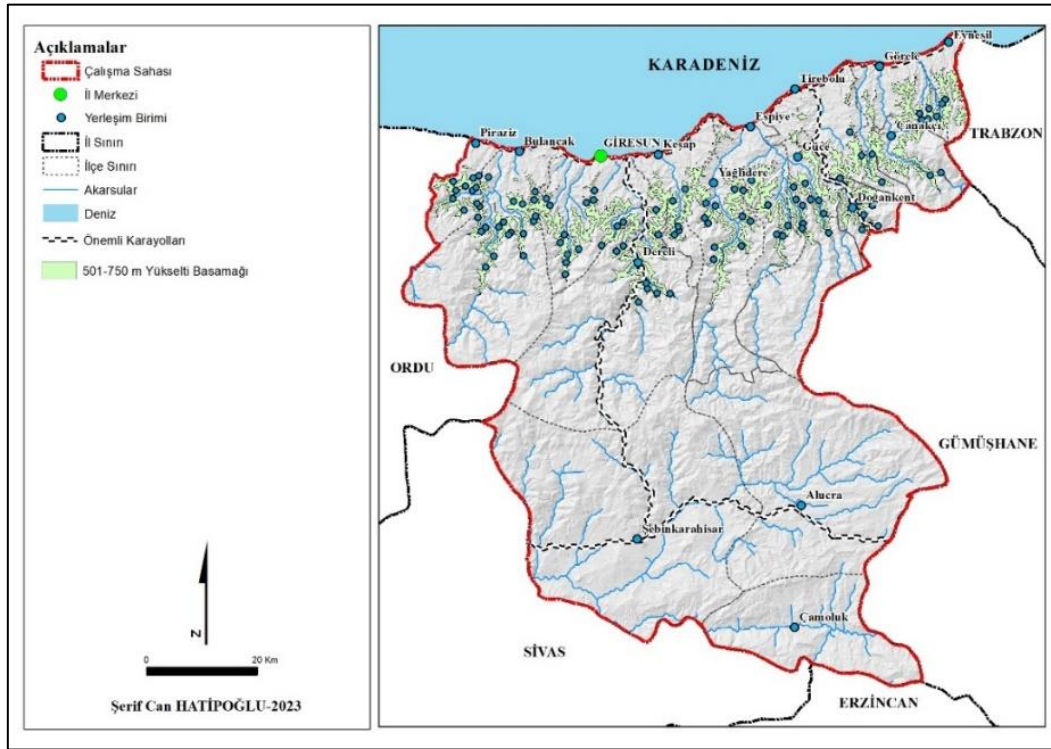 Açıklamalar
Çalışma Sahası
İl Merkezi
Yerleşim Birimi
İl Sınırı
İlçe Sınırı
Akarsular
Deniz
Önemli Karayolları
501-750 m Yükselti Basamağı
N
0 20 Km
Şerif Can HATİPOĞLU-2023
KARADENİZ
Eynesil
Görele
Tirebolu
Espiye
Çanakçı
TRABZON
Piraziz
Bulancak
GİRESUN
Keşap
Güce
Yağlıdere
Doğankent
Dereli
ORDU
GÜMÜŞHANE
Alucra
Şebinkarahisar
Çamoluk
SİVAS
ERZİNCAN